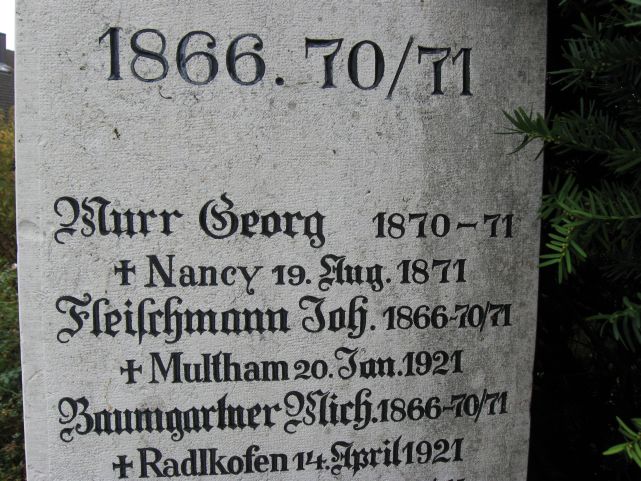 1866. 70/71
Murr Georg 1870-71
† Nancy 19. Aug. 1871
Fleischmann Joh. 1866-70/71
† Multham 20. Jan. 1921
Baumgartner Mich. 1866-70/71
† Radlkofen 14. April 1921